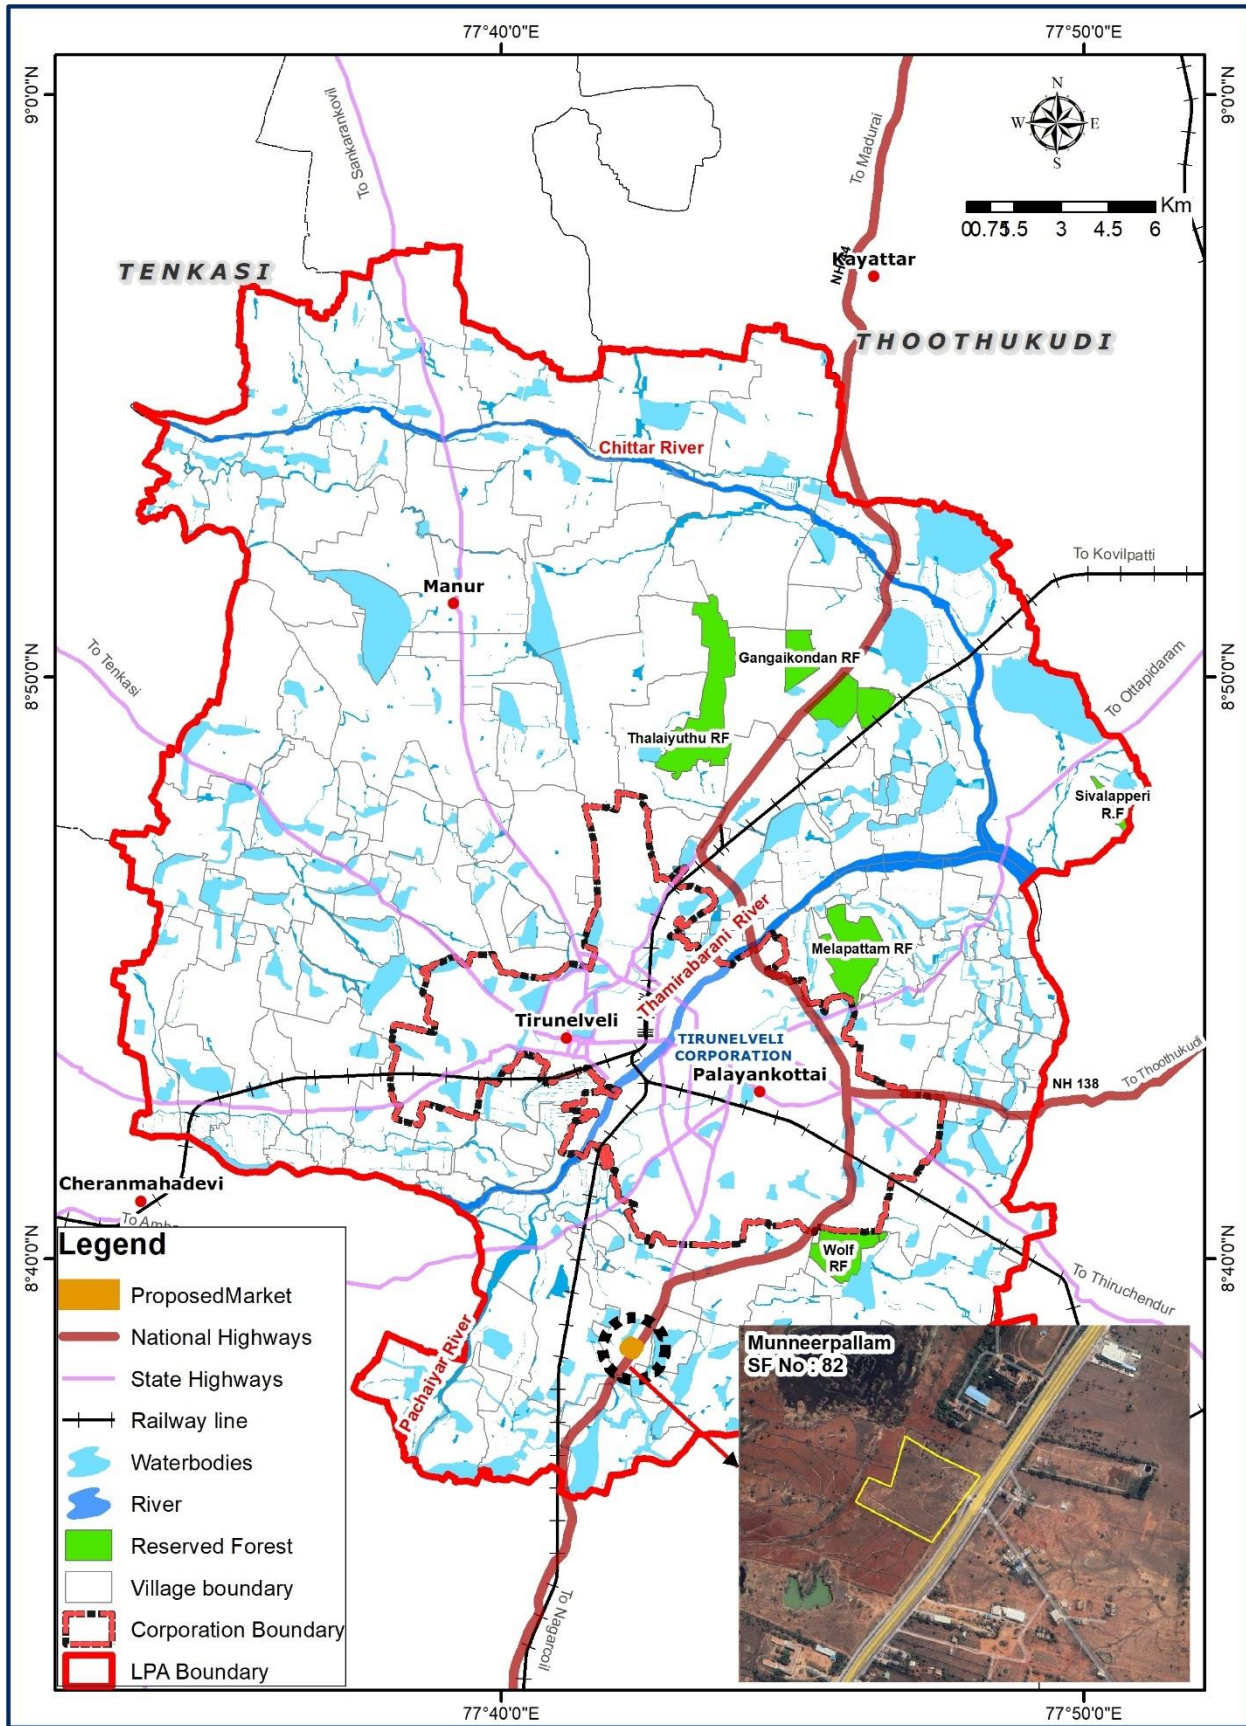 77°40'0"E
77°50'0"E
9°0'0"N
9°0'0"N
To Sankarankovil
To Madurai
N
W
E
S
Km
0
0.75
1.5
3
4.5
6
TENKASI
Kayattar
THOOTHUKUDI
Chittar River
To Kovilpatti
Manur
To Tenkasi
Gangaikondan RF
8°50'0"N
8°50'0"N
To Ottapidaram
Thalaiyuthu RF
Sivalapperi
R.F
Thamirabarani River
Melapattam RF
Tirunelveli
TIRUNELVELI
CORPORATION
Palayankottai
NH 138
To Thoothukudi
Cheranmahadevi
8°40'0"N
8°40'0"N
Wolf
RF
To Thiruchendur
Pachaiyar River
Legend
ProposedMarket
National Highways
State Highways
Railway line
Waterbodies
River
Reserved Forest
Village boundary
Corporation Boundary
LPA Boundary
Munneerpallam
SF No : 82
To Nagarcoil
77°40'0"E
77°50'0"E